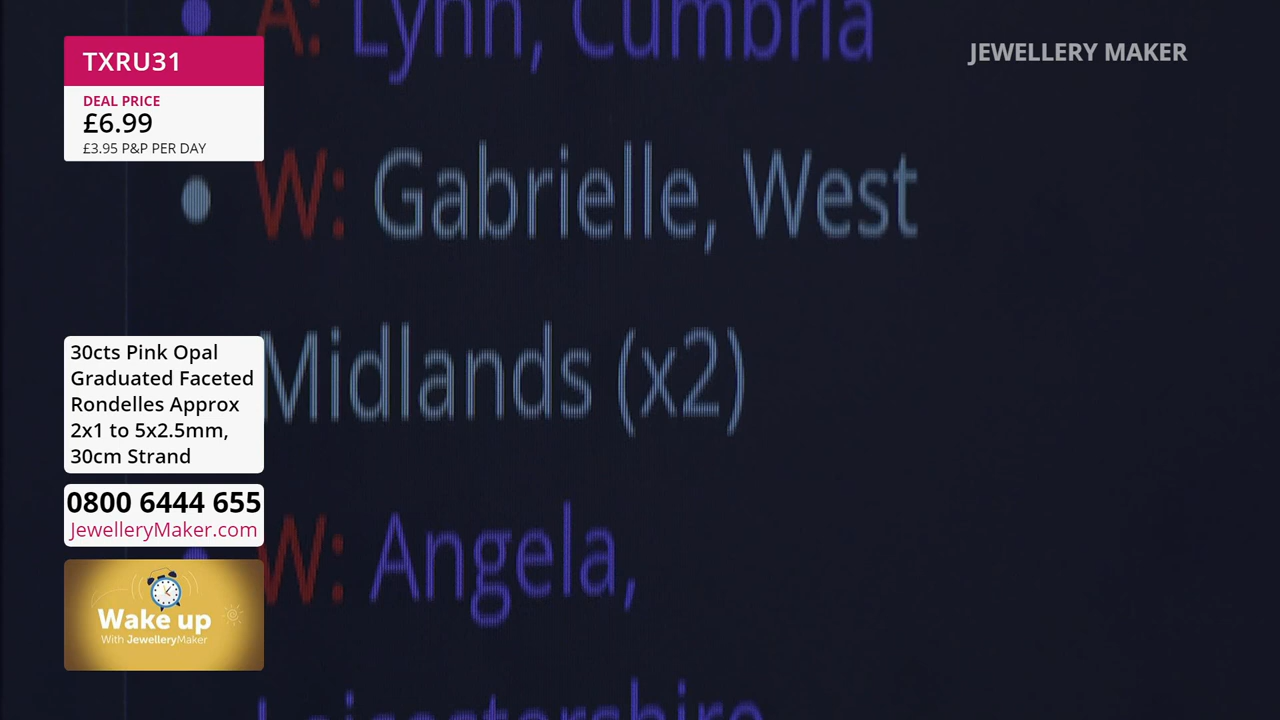 A: Lynn, Cumbria
TXRU31
JEWELLERY MAKER
DEAL PRICE
£6.99
£3.95 P&P PER DAY
W: Gabrielle, West
Midlands (x2)
30cts Pink Opal
Graduated Faceted
Rondelles Approx
2x1 to 5x2.5mm,
30cm Strand
0800 6444 655
JewelleryMaker.com
W: Angela,
Wake up
With JewelleryMaker
Leicestershire